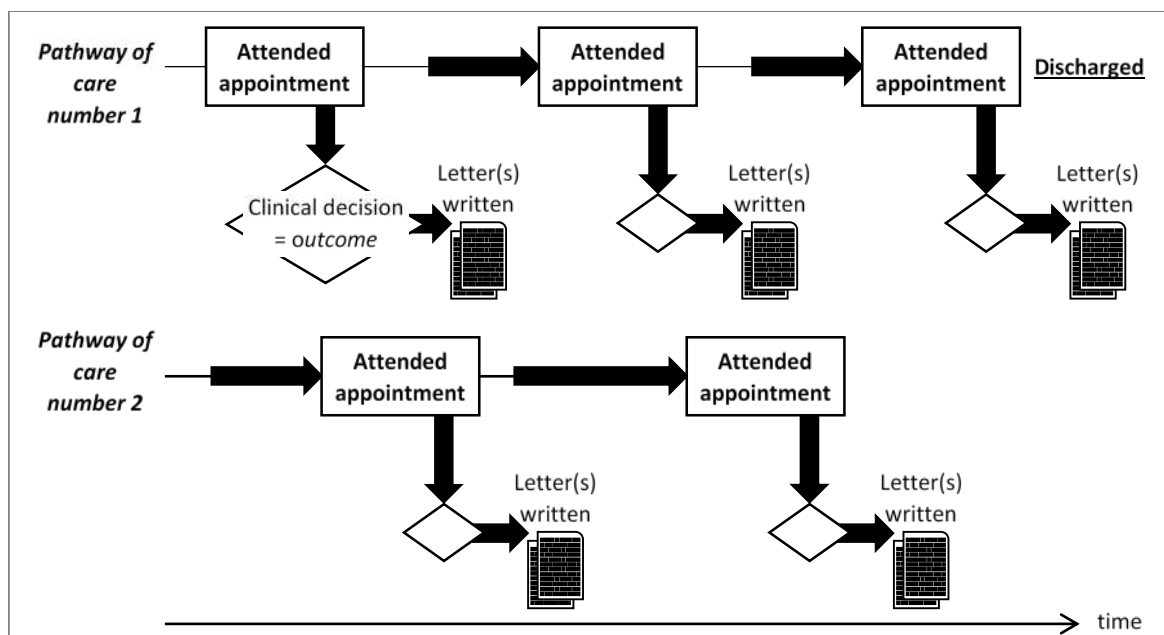 Pathway of
care
number 1
Attended
appointment
Attended
appointment
Attended
appointment
Discharged
Clinical decision
= outcome
Letter(s)
written
Letter(s)
written
Letter(s)
written
Pathway of
care
number 2
Attended
appointment
Attended
appointment
Letter(s)
written
Letter(s)
written
time